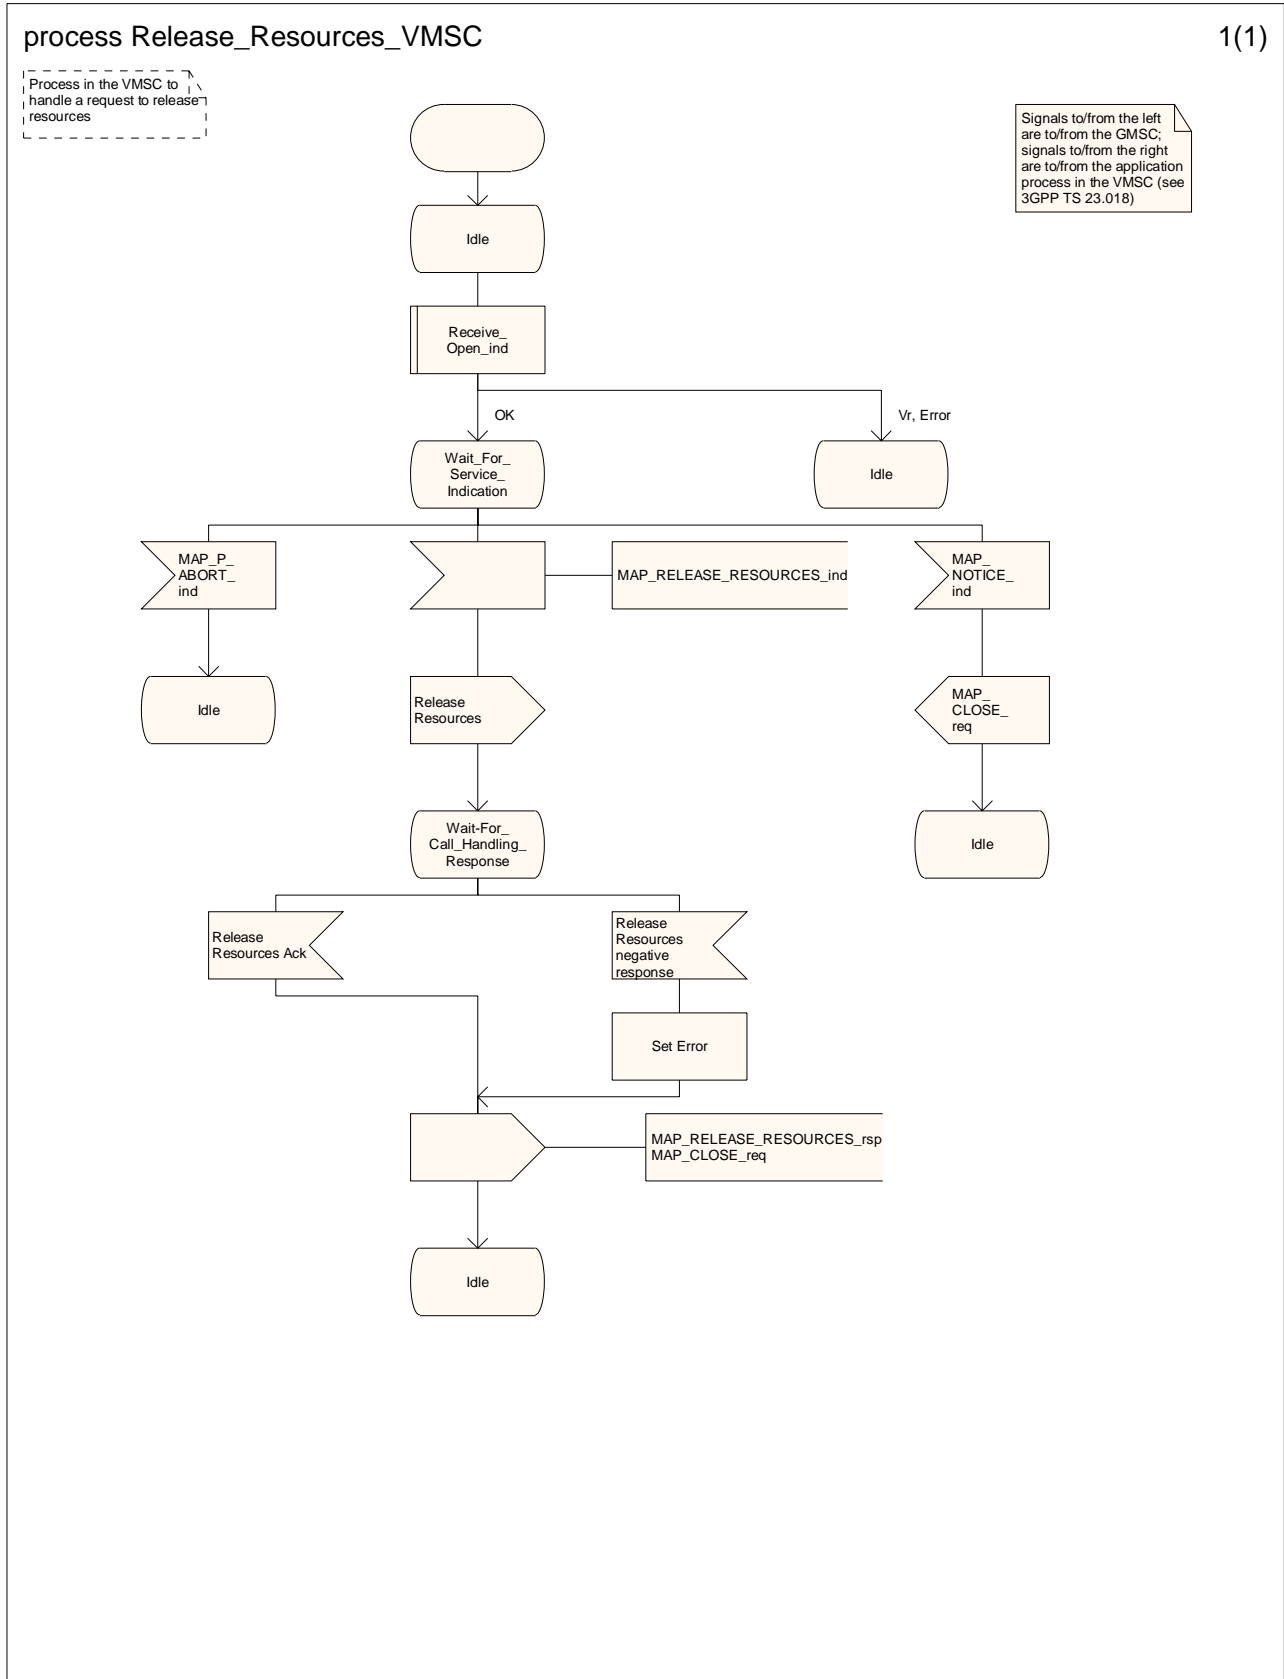 process Release_Resources_VMSC
1(1)
Process in the VMSC to
handle a request to release
resources
Signals to/from the left
are to/from the GMSC;
signals to/from the right
are to/from the application
process in the VMSC (see
3GPP TS 23.018)
Idle
Receive_
Open_ind
OK
Vr, Error
Wait_For_
Service_
Indication
Idle
MAP_P_
ABORT_
ind
MAP_RELEASE_RESOURCES_ind
MAP_
NOTICE_
ind
Idle
Release
Resources
MAP_
CLOSE_
req
Wait-For_
Call_Handling_
Response
Idle
Release
Resources Ack
Release
Resources
negative
response
Set Error
MAP_RELEASE_RESOURCES_rsp
MAP_CLOSE_req
Idle